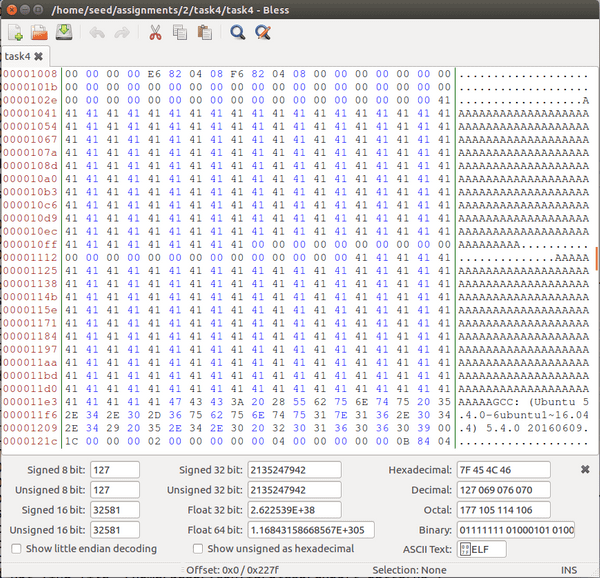 /home/seed/assignments/2/task4/task4 - Bless
task4
00001008 00 00 00 00 E6 82 04 08 F6 82 04 08 00 00 00 00 00 00 00 ...................
0000101b 00 00 00 00 00 00 00 00 00 00 00 00 00 00 00 00 00 00 00 ...................
0000102e 00 00 00 00 00 00 00 00 00 00 00 00 00 00 00 00 00 00 41 ..................A
00001041 41 41 41 41 41 41 41 41 41 41 41 41 41 41 41 41 41 41 41 AAAAAAAAAAAAAAAAAAA
00001054 41 41 41 41 41 41 41 41 41 41 41 41 41 41 41 41 41 41 41 AAAAAAAAAAAAAAAAAAA
00001067 41 41 41 41 41 41 41 41 41 41 41 41 41 41 41 41 41 41 41 AAAAAAAAAAAAAAAAAAA
0000107a 41 41 41 41 41 41 41 41 41 41 41 41 41 41 41 41 41 41 41 AAAAAAAAAAAAAAAAAAA
0000108d 41 41 41 41 41 41 41 41 41 41 41 41 41 41 41 41 41 41 41 AAAAAAAAAAAAAAAAAAA
000010a0 41 41 41 41 41 41 41 41 41 41 41 41 41 41 41 41 41 41 41 AAAAAAAAAAAAAAAAAAA
000010b3 41 41 41 41 41 41 41 41 41 41 41 41 41 41 41 41 41 41 41 AAAAAAAAAAAAAAAAAAA
000010c6 41 41 41 41 41 41 41 41 41 41 41 41 41 41 41 41 41 41 41 AAAAAAAAAAAAAAAAAAA
000010d9 41 41 41 41 41 41 41 41 41 41 41 41 41 41 41 41 41 41 41 AAAAAAAAAAAAAAAAAAA
000010ec 41 41 41 41 41 41 41 41 41 41 41 41 41 41 41 41 41 41 41 AAAAAAAAAAAAAAAAAAA
000010ff 41 41 41 41 41 41 41 41 41 00 00 00 00 00 00 00 00 00 00 AAAAAAAAA..........
00001112 00 00 00 00 00 00 00 00 00 00 00 00 00 00 41 41 41 41 41 ..............AAAAA
00001125 41 41 41 41 41 41 41 41 41 41 41 41 41 41 41 41 41 41 41 AAAAAAAAAAAAAAAAAAA
00001138 41 41 41 41 41 41 41 41 41 41 41 41 41 41 41 41 41 41 41 AAAAAAAAAAAAAAAAAAA
0000114b 41 41 41 41 41 41 41 41 41 41 41 41 41 41 41 41 41 41 41 AAAAAAAAAAAAAAAAAAA
0000115e 41 41 41 41 41 41 41 41 41 41 41 41 41 41 41 41 41 41 41 AAAAAAAAAAAAAAAAAAA
00001171 41 41 41 41 41 41 41 41 41 41 41 41 41 41 41 41 41 41 41 AAAAAAAAAAAAAAAAAAA
00001184 41 41 41 41 41 41 41 41 41 41 41 41 41 41 41 41 41 41 41 AAAAAAAAAAAAAAAAAAA
00001197 41 41 41 41 41 41 41 41 41 41 41 41 41 41 41 41 41 41 41 AAAAAAAAAAAAAAAAAAA
000011aa 41 41 41 41 41 41 41 41 41 41 41 41 41 41 41 41 41 41 41 AAAAAAAAAAAAAAAAAAA
000011bd 41 41 41 41 41 41 41 41 41 41 41 41 41 41 41 41 41 41 41 AAAAAAAAAAAAAAAAAAA
000011d0 41 41 41 41 41 41 41 41 41 41 41 41 41 41 41 41 41 41 41 AAAAAAAAAAAAAAAAAAA
000011e3 41 41 41 41 41 47 43 43 3A 20 28 55 62 75 6E 74 75 20 35 AAAAAGCC: (Ubuntu 5
000011f6 2E 34 2E 30 2D 36 75 62 75 6E 74 75 31 7E 31 36 2E 30 34 .4.0-6ubuntu1~16.04
00001209 2E 34 29 20 35 2E 34 2E 30 20 32 30 31 36 30 36 30 39 00 .4) 5.4.0 20160609.
0000121c 1C 00 00 00 02 00 00 00 00 00 04 00 00 00 00 00 0B 84 04 ...................
Signed 8 bit: 127 Signed 32 bit: 2135247942 Hexadecimal: 7F 45 4C 46
Unsigned 8 bit: 127 Unsigned 32 bit: 2135247942 Decimal: 127 069 076 070
Signed 16 bit: 32581 Float 32 bit: 2.622539E+38 Octal: 177 105 114 106
Unsigned 16 bit: 32581 Float 64 bit: 1.16843158668567E+305 Binary: 01111111 01000101 0100
Show little endian decoding Show unsigned as hexadecimal ASCII Text: ELF
Offset: 0x0 / 0x227f Selection: None INS